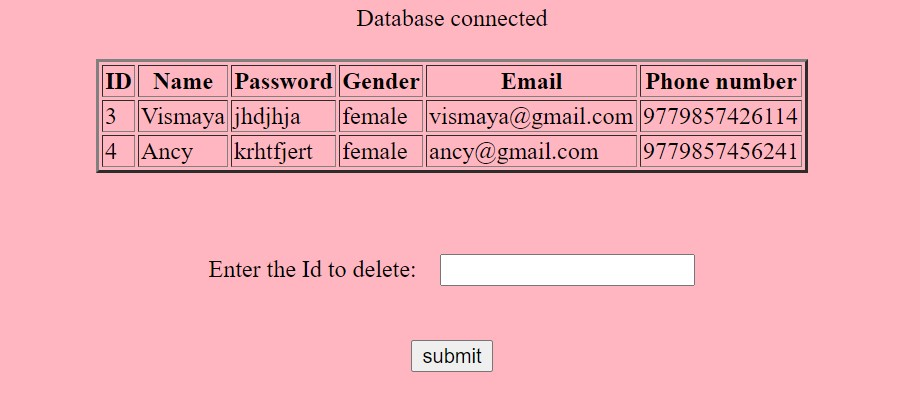 Database connected
ID Name Password Gender Email Phone number
3 Vismaya jhdjhja female vismaya@gmail.com 9779857426114
4 Ancy krhtfjert female ancy@gmail.com 9779857456241
Enter the Id to delete:
submit